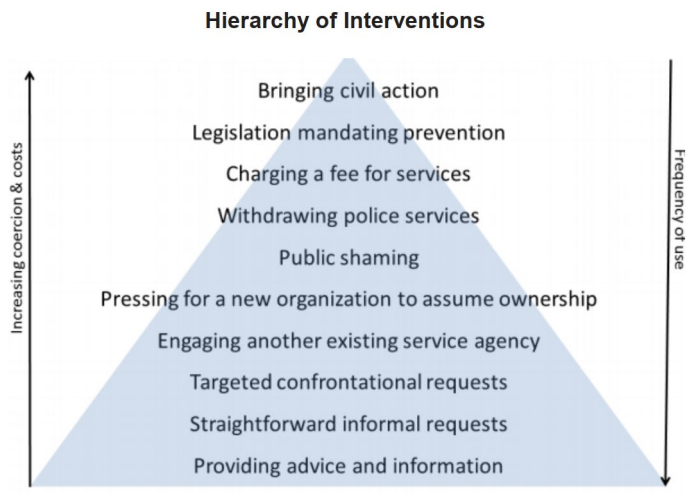 Hierarchy of Interventions
Bringing civil action
Legislation mandating prevention
Charging a fee for services
Withdrawing police services
Public shaming
Pressing for a new organization to assume ownership
Engaging another existing service agency
Targeted confrontational requests
Straightforward informal requests
Providing advice and information
Increasing coercion & costs
Frequency of use